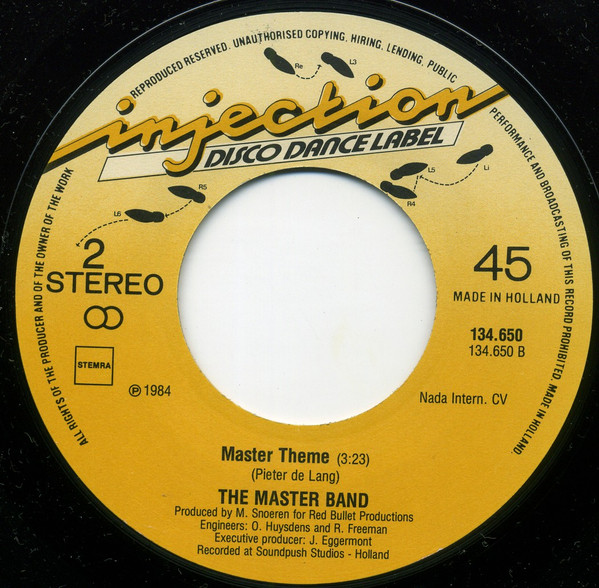 REPRODUCED RESERVED. UNAUTHORISED COPYING, HIRING, LENDING, PUBLIC
PERFORMANCE AND BROADCASTING OF THIS RECORD PROHIBITED. MADE IN HOLLAND.
ALL RIGHTS OF THE PRODUCER AND OF THE OWNER OF THE WORK
Re
L3
injection
DISCO DANCE LABEL
L5
Li
R4
R5
L6
2
STEREO
45
MADE IN HOLLAND
134.650
134.650 B
STEMRA
℗ 1984
Nada Intern. CV
Master Theme (3:23)
(Pieter de Lang)
THE MASTER BAND
Produced by M. Snoeren for Red Bullet Productions
Engineers: O. Huysdens and R. Freeman
Executive producer: J. Eggermont
Recorded at Soundpush Studios - Holland